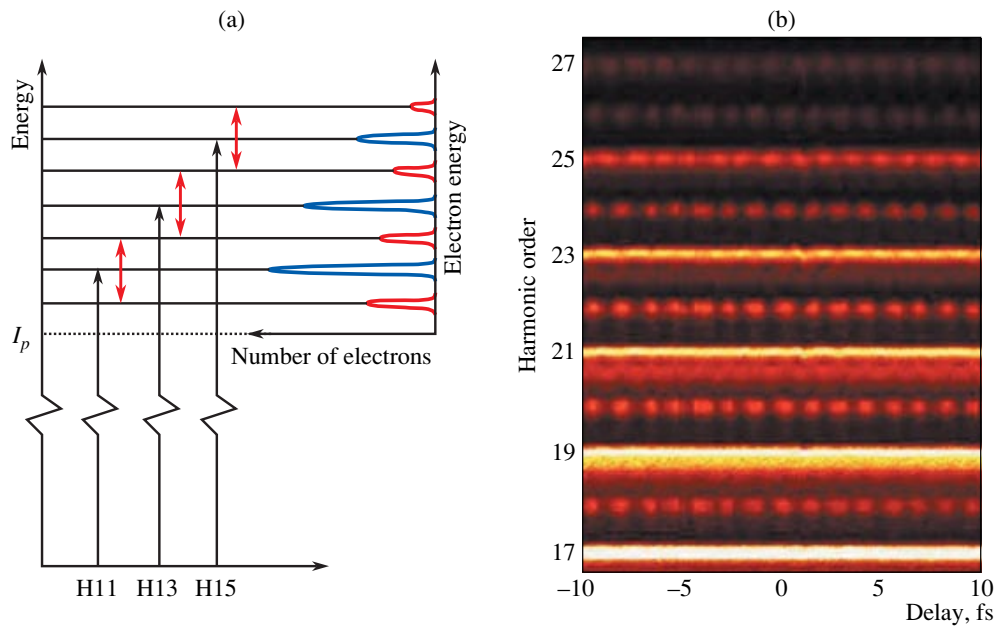 (a)
Energy
Electron energy
I_p
Number of electrons
H11 H13 H15
(b)
Harmonic order
27
25
23
21
19
17
−10 −5 0 5 10
Delay, fs